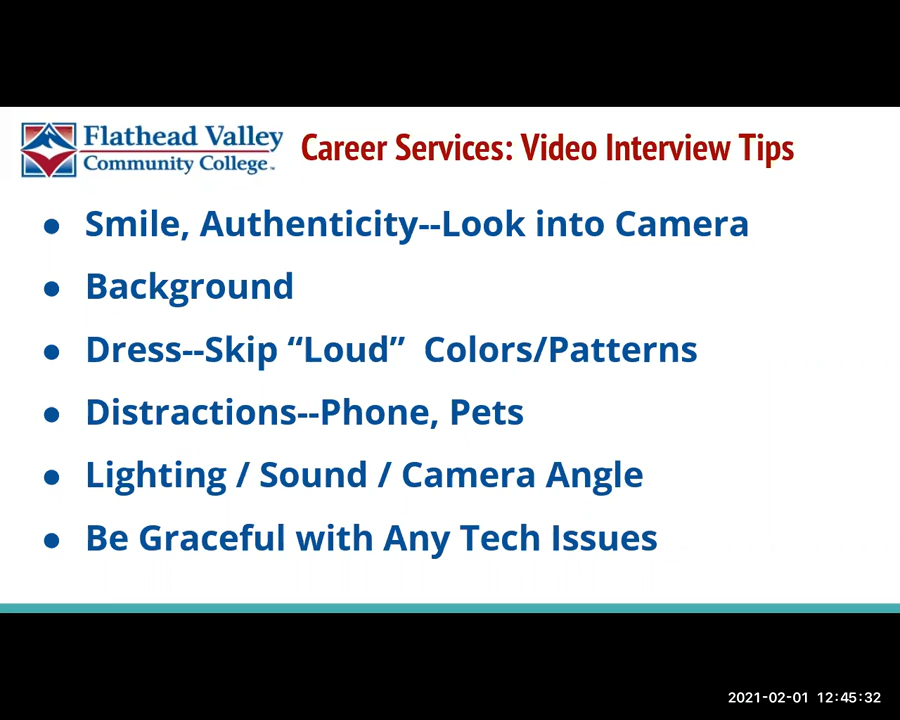 Flathead Valley
Community College™
Career Services: Video Interview Tips
● Smile, Authenticity--Look into Camera
● Background
● Dress--Skip “Loud”  Colors/Patterns
● Distractions--Phone, Pets
● Lighting / Sound / Camera Angle
● Be Graceful with Any Tech Issues
2021-02-01 12:45:32